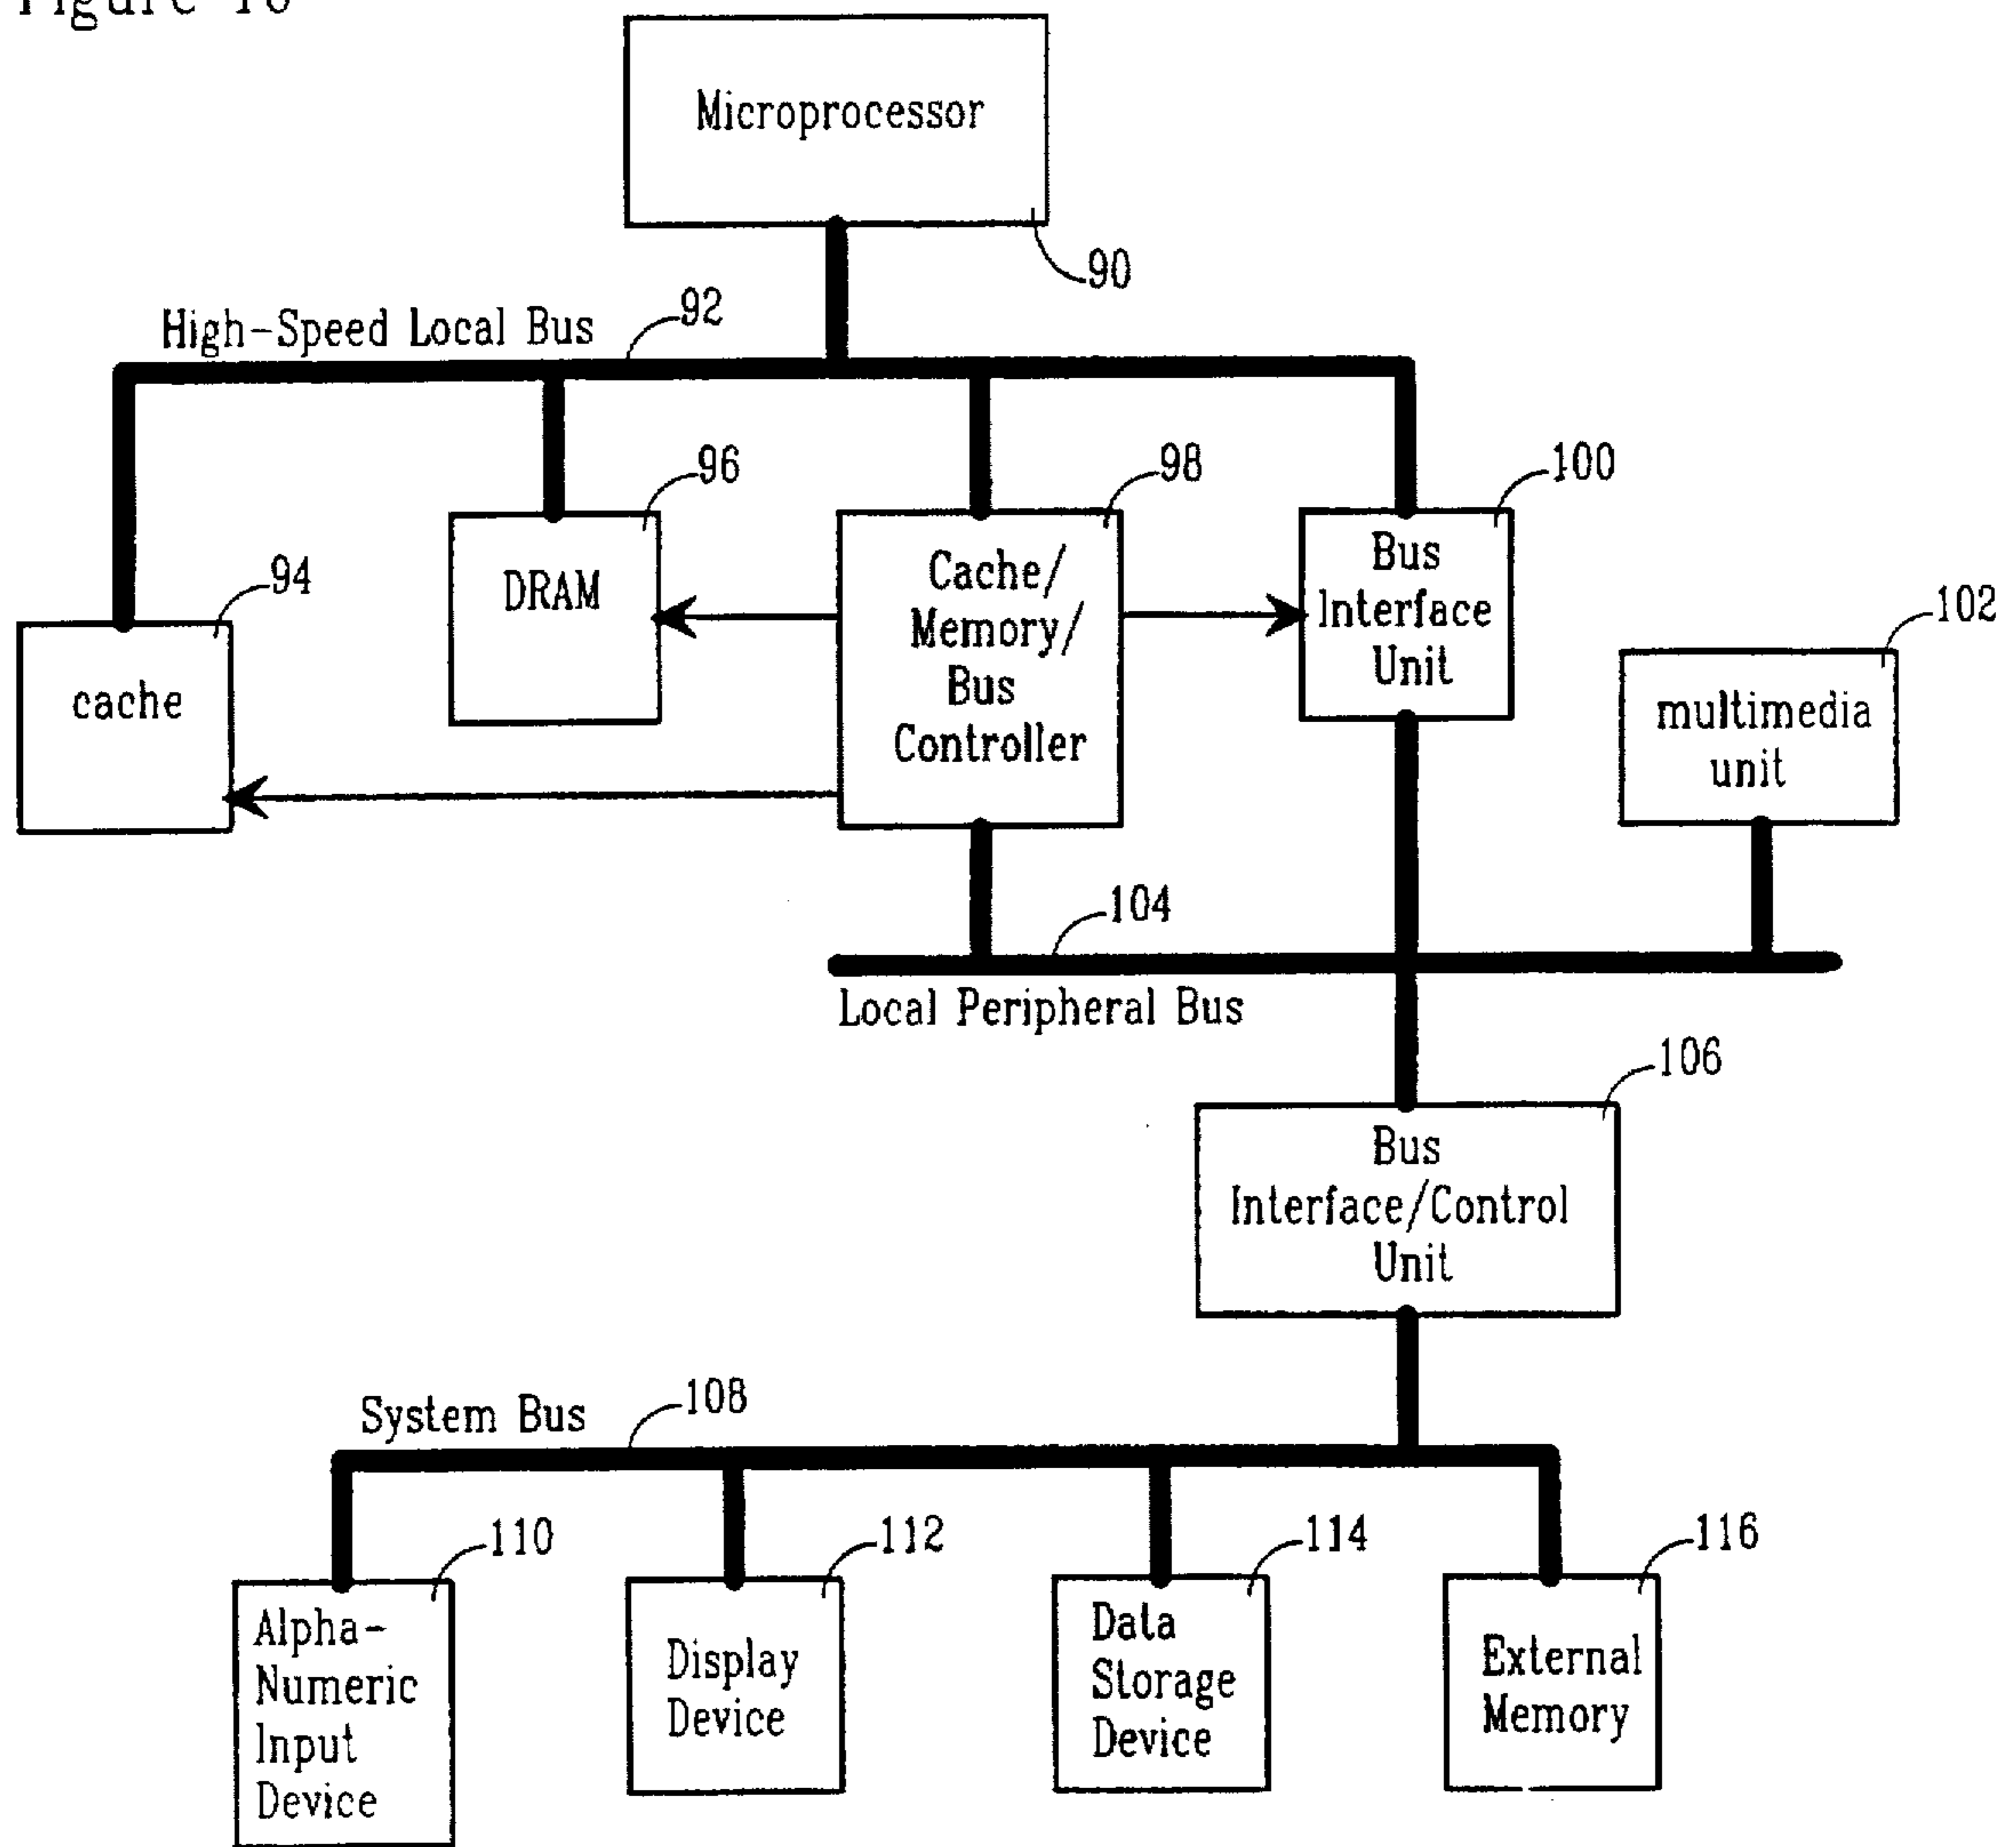 Microprocessor
90
High-Speed Local Bus
92
96
98
100
94
102
cache
DRAM
Cache/
Memory/
Bus
Controller
Bus
Interface
Unit
multimedia
unit
104
Local Peripheral Bus
106
Bus
Interface/Control
Unit
System Bus
108
110
112
114
116
Alpha-
Numeric
Input
Device
Display
Device
Data
Storage
Device
External
Memory